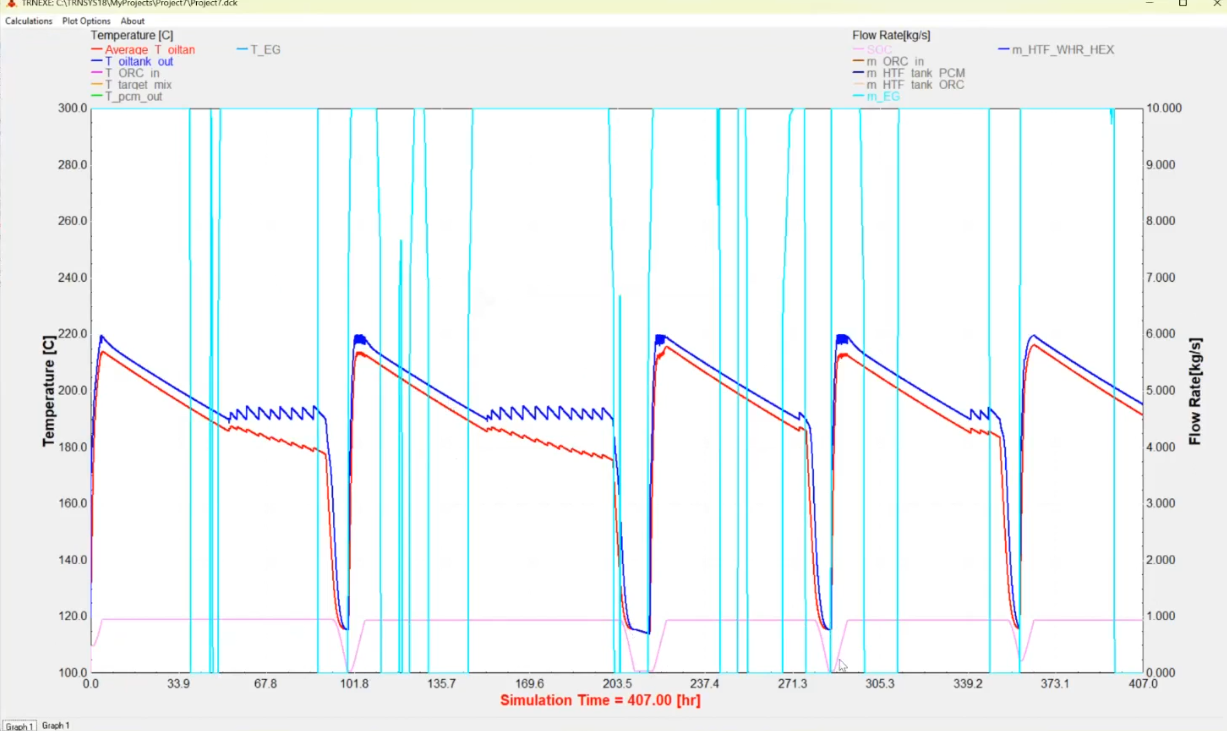 TRNEXE: C:\TRNSYS18\MyProjects\Project7\Project7.dck
Calculations Plot Options About
Temperature [C]
Average_T_oiltan
T_EG
T_oiltank_out
T_ORC_in
T_target_mix
T_pcm_out
Flow Rate[kg/s]
SOC
m_HTF_WHR_HEX
m_ORC_in
m_HTF_tank_PCM
m_HTF_tank_ORC
m_EG
300.0
280.0
260.0
240.0
220.0
200.0
180.0
160.0
140.0
120.0
100.0
Temperature [C]
10.000
9.000
8.000
7.000
6.000
5.000
4.000
3.000
2.000
1.000
0.000
Flow Rate[kg/s]
0.0 33.9 67.8 101.8 135.7 169.6 203.5 237.4 271.3 305.3 339.2 373.1 407.0
Simulation Time = 407.00 [hr]
Graph 1 Graph 1